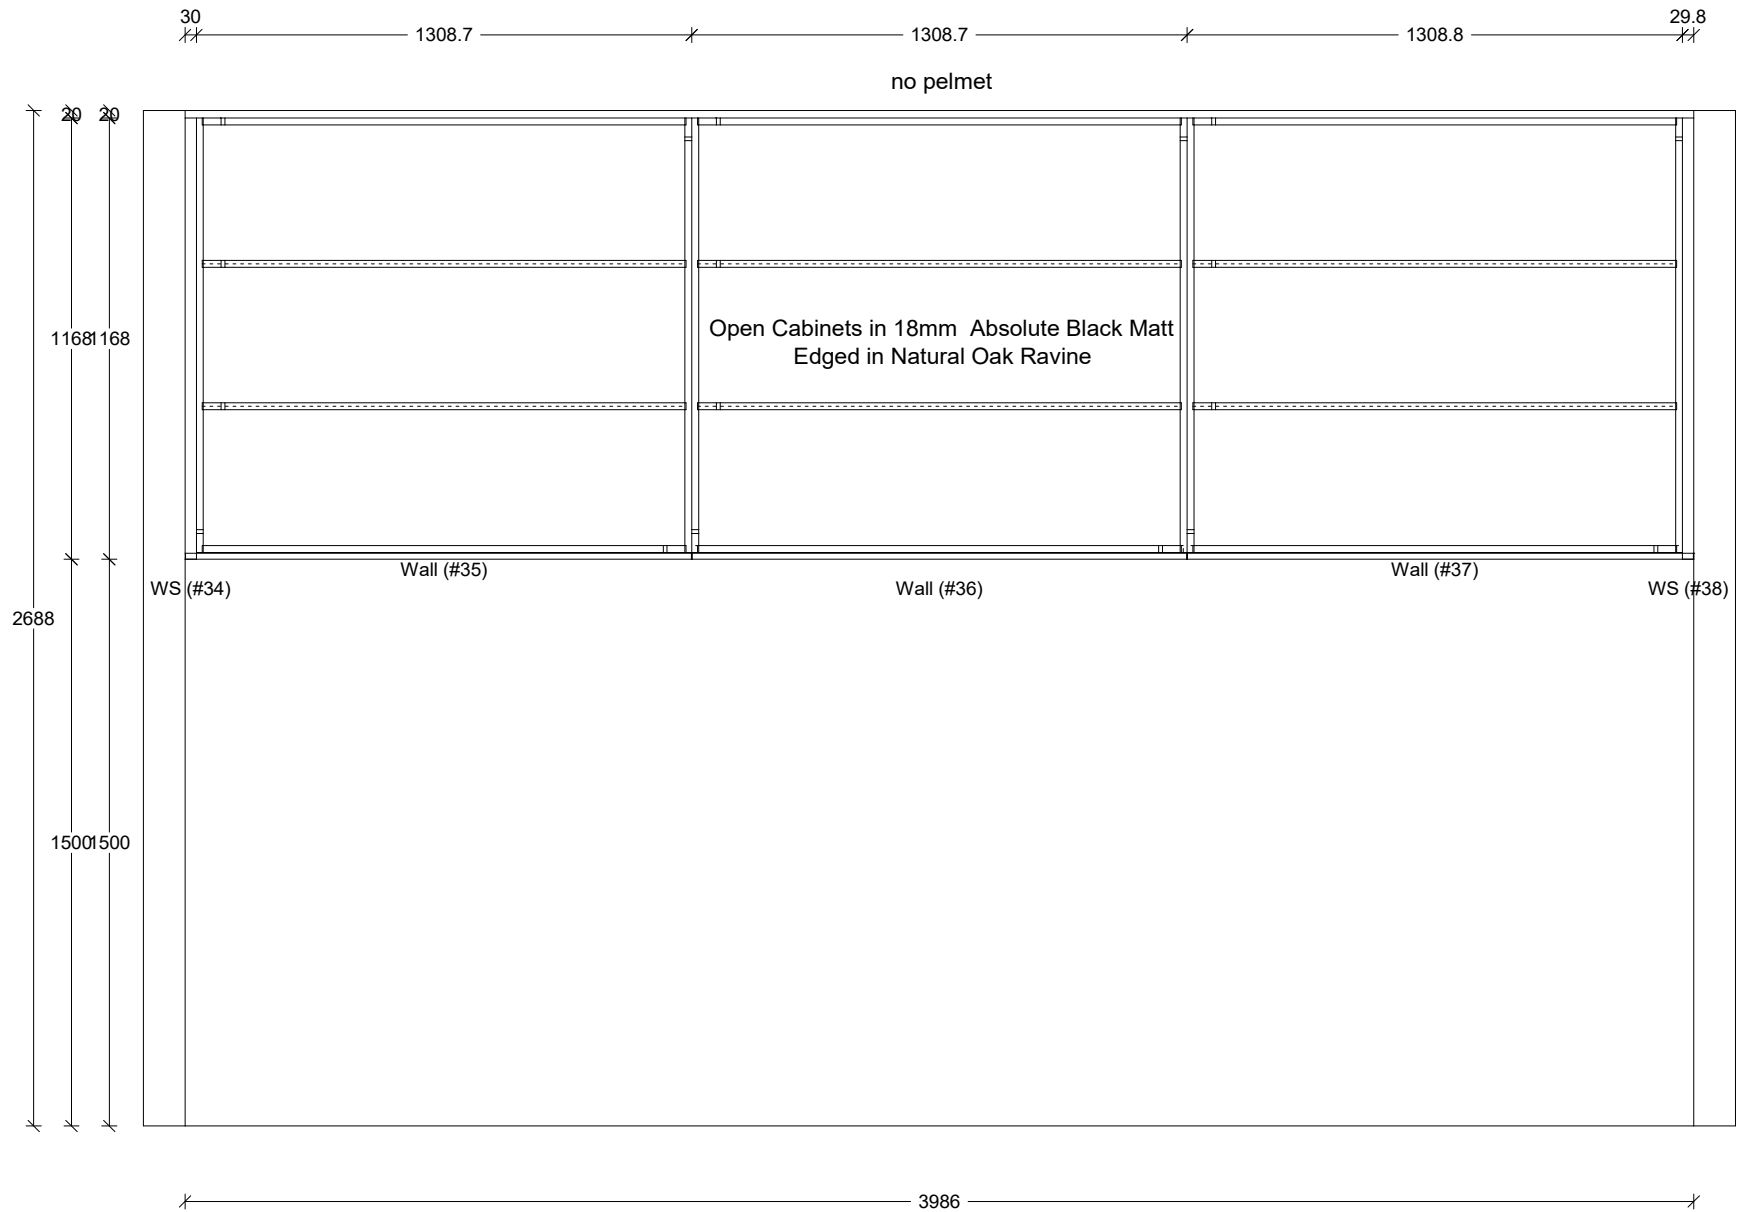 30
29.8
1308.7
1308.7
1308.8
no pelmet
20
20
1168
1168
Open Cabinets in 18mm  Absolute Black Matt
Edged in Natural Oak Ravine
Wall (#35)
Wall (#37)
WS (#34)
Wall (#36)
WS (#38)
2688
1500
1500
3986